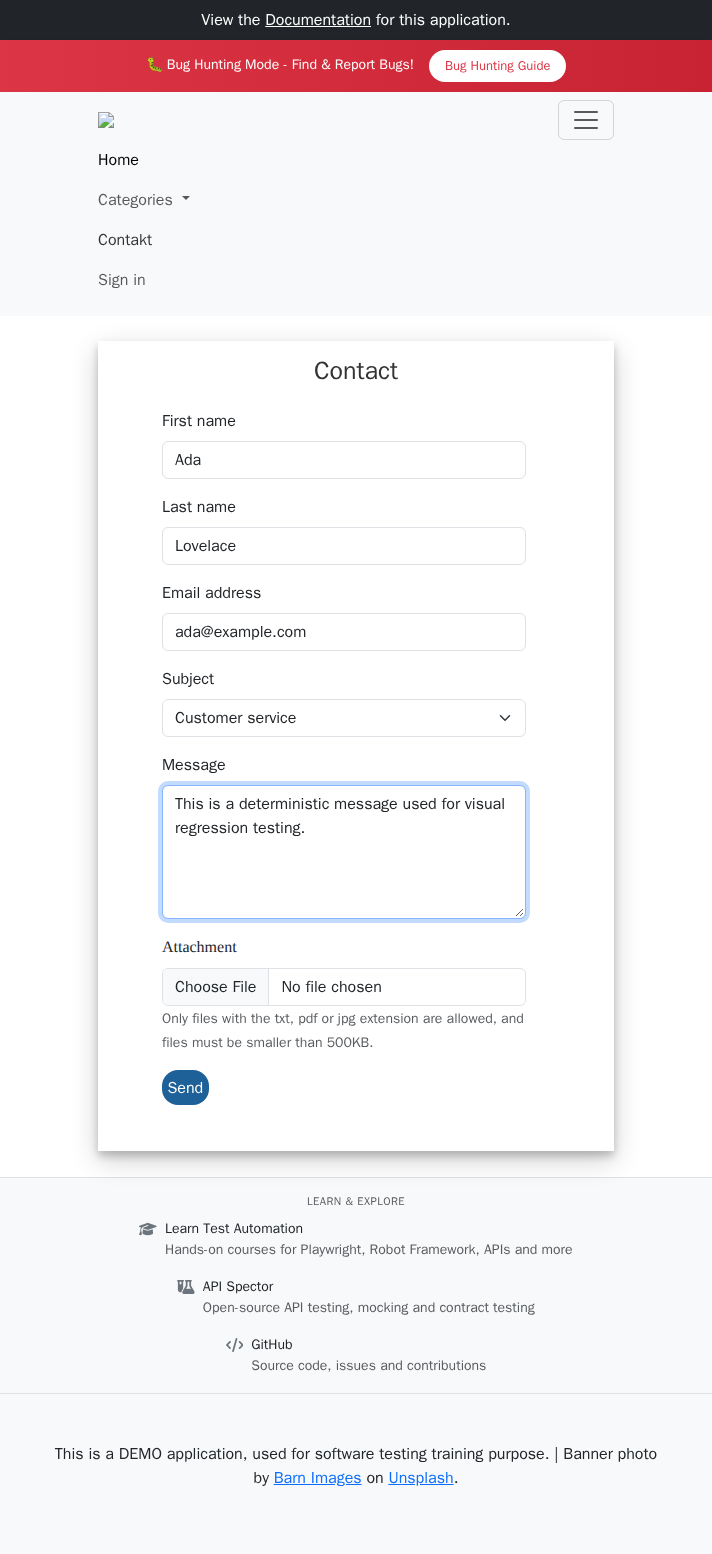 View the Documentation for this application.
🐛 Bug Hunting Mode - Find & Report Bugs! Bug Hunting Guide
Home
Categories
Contakt
Sign in
Contact
First name
Ada
Last name
Lovelace
Email address
ada@example.com
Subject
Customer service
Message
This is a deterministic message used for visual
regression testing.
Attachment
Choose File No file chosen
Only files with the txt, pdf or jpg extension are allowed, and
files must be smaller than 500KB.
Send
LEARN & EXPLORE
Learn Test Automation
Hands-on courses for Playwright, Robot Framework, APIs and more
API Spector
Open-source API testing, mocking and contract testing
GitHub
Source code, issues and contributions
This is a DEMO application, used for software testing training purpose. | Banner photo
by Barn Images on Unsplash.